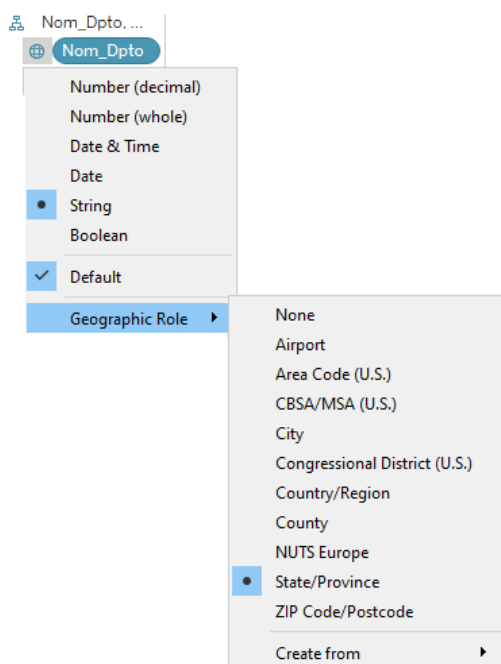 Nom_Dpto, ...
Nom_Dpto
Number (decimal)
Number (whole)
Date & Time
Date
String
Boolean
Default
Geographic Role
None
Airport
Area Code (U.S.)
CBSA/MSA (U.S.)
City
Congressional District (U.S.)
Country/Region
County
NUTS Europe
State/Province
ZIP Code/Postcode
Create from